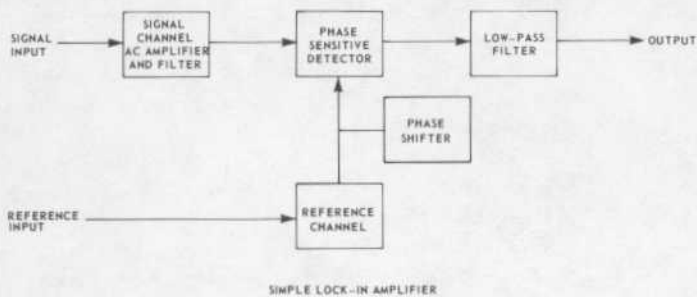 SIGNAL
INPUT
SIGNAL
CHANNEL
AC AMPLIFIER
AND FILTER
PHASE
SENSITIVE
DETECTOR
LOW-PASS
FILTER
OUTPUT
PHASE
SHIFTER
REFERENCE
INPUT
REFERENCE
CHANNEL
SIMPLE LOCK-IN AMPLIFIER